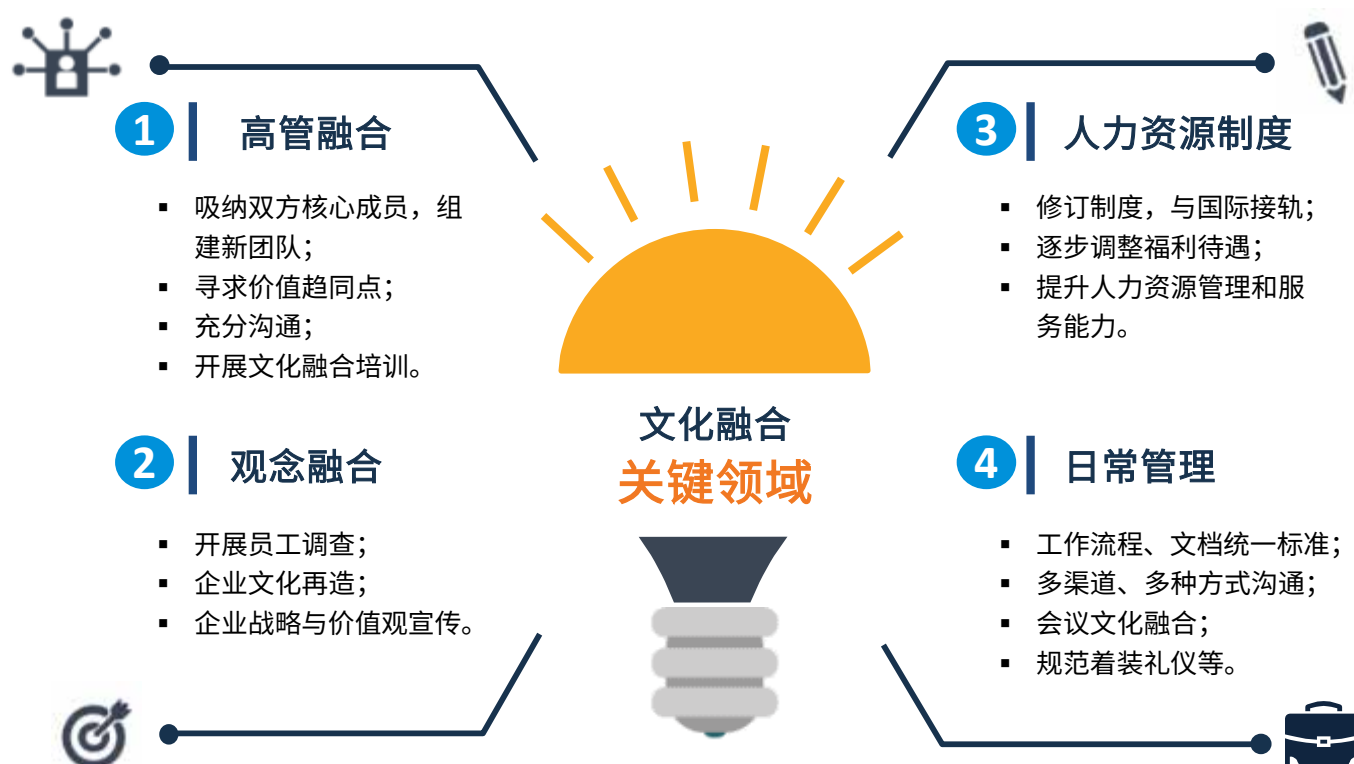 1 高管融合
▪ 吸纳双方核心成员，组
建新团队；
▪ 寻求价值趋同点；
▪ 充分沟通；
▪ 开展文化融合培训。
2 观念融合
▪ 开展员工调查；
▪ 企业文化再造；
▪ 企业战略与价值观宣传。
文化融合
关键领域
3 人力资源制度
▪ 修订制度，与国际接轨；
▪ 逐步调整福利待遇；
▪ 提升人力资源管理和服
务能力。
4 日常管理
▪ 工作流程、文档统一标准；
▪ 多渠道、多种方式沟通；
▪ 会议文化融合；
▪ 规范着装礼仪等。